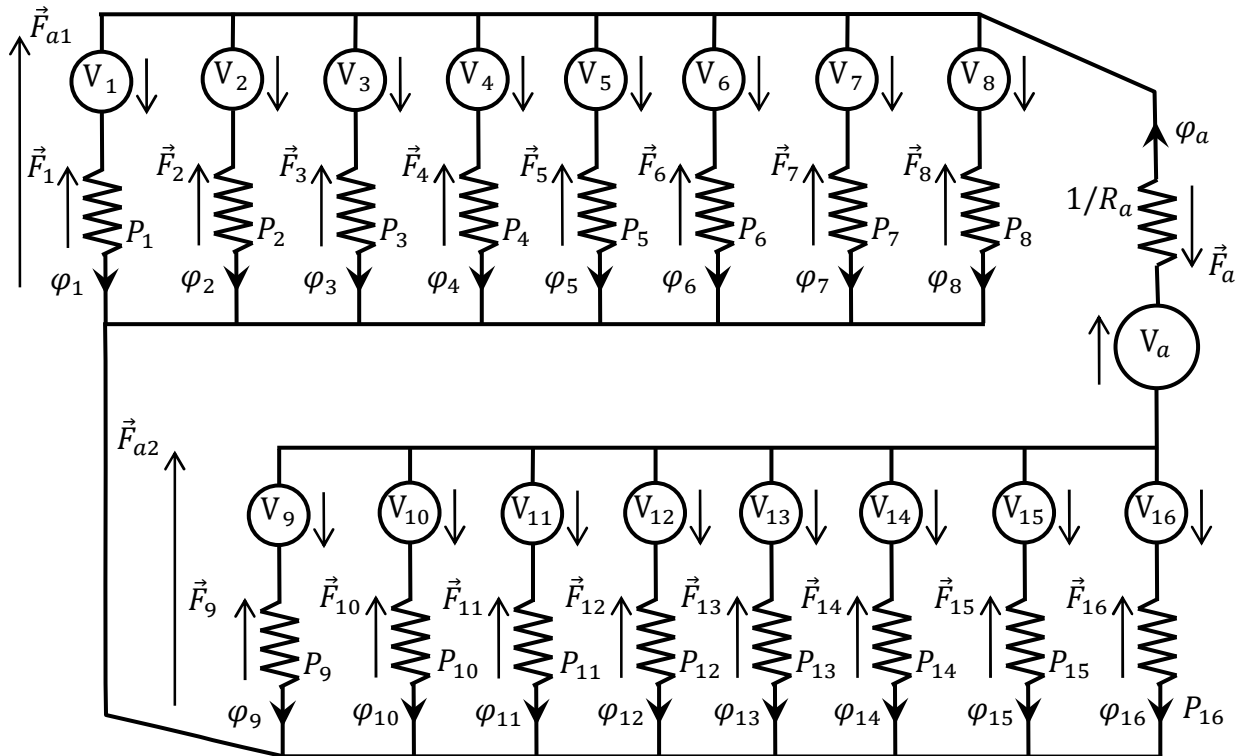 F⃗ₐ₁
V₁ V₂ V₃ V₄ V₅ V₆ V₇ V₈
φₐ
F⃗₁ F⃗₂ F⃗₃ F⃗₄ F⃗₅ F⃗₆ F⃗₇ F⃗₈
1/Rₐ
P₁ P₂ P₃ P₄ P₅ P₆ P₇ P₈
F⃗ₐ
φ₁ φ₂ φ₃ φ₄ φ₅ φ₆ φ₇ φ₈
Vₐ
F⃗ₐ₂
V₉ V₁₀ V₁₁ V₁₂ V₁₃ V₁₄ V₁₅ V₁₆
F⃗₉ F⃗₁₀ F⃗₁₁ F⃗₁₂ F⃗₁₃ F⃗₁₄ F⃗₁₅ F⃗₁₆
P₉ P₁₀ P₁₁ P₁₂ P₁₃ P₁₄ P₁₅
φ₉ φ₁₀ φ₁₁ φ₁₂ φ₁₃ φ₁₄ φ₁₅ φ₁₆ P₁₆